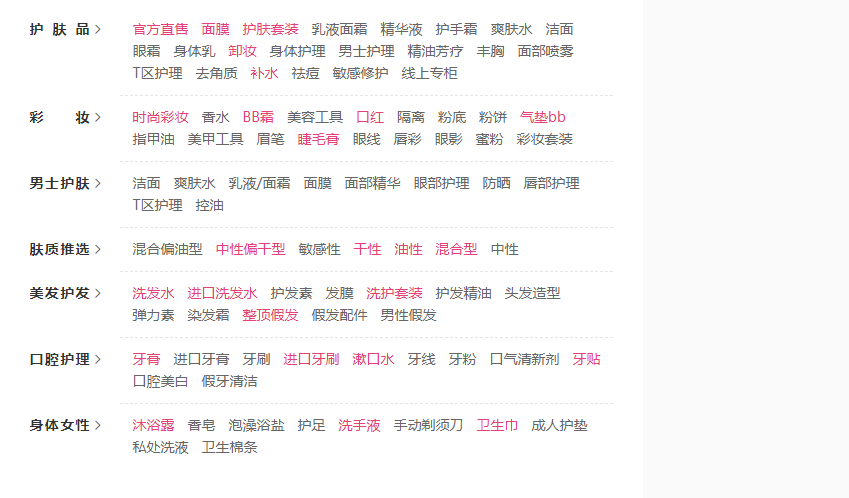 护 肤 品 > 官方直售 面膜 护肤套装 乳液面霜 精华液 护手霜 爽肤水 洁面
眼霜 身体乳 卸妆 身体护理 男士护理 精油芳疗 丰胸 面部喷雾
T区护理 去角质 补水 祛痘 敏感修护 线上专柜
彩 妆 > 时尚彩妆 香水 BB霜 美容工具 口红 隔离 粉底 粉饼 气垫bb
指甲油 美甲工具 眉笔 睫毛膏 眼线 唇彩 眼影 蜜粉 彩妆套装
男士护肤 > 洁面 爽肤水 乳液/面霜 面膜 面部精华 眼部护理 防晒 唇部护理
T区护理 控油
肤质推选 > 混合偏油型 中性偏干型 敏感性 干性 油性 混合型 中性
美发护发 > 洗发水 进口洗发水 护发素 发膜 洗护套装 护发精油 头发造型
弹力素 染发霜 整顶假发 假发配件 男性假发
口腔护理 > 牙膏 进口牙膏 牙刷 进口牙刷 漱口水 牙线 牙粉 口气清新剂 牙贴
口腔美白 假牙清洁
身体女性 > 沐浴露 香皂 泡澡浴盐 护足 洗手液 手动剃须刀 卫生巾 成人护垫
私处洗液 卫生棉条